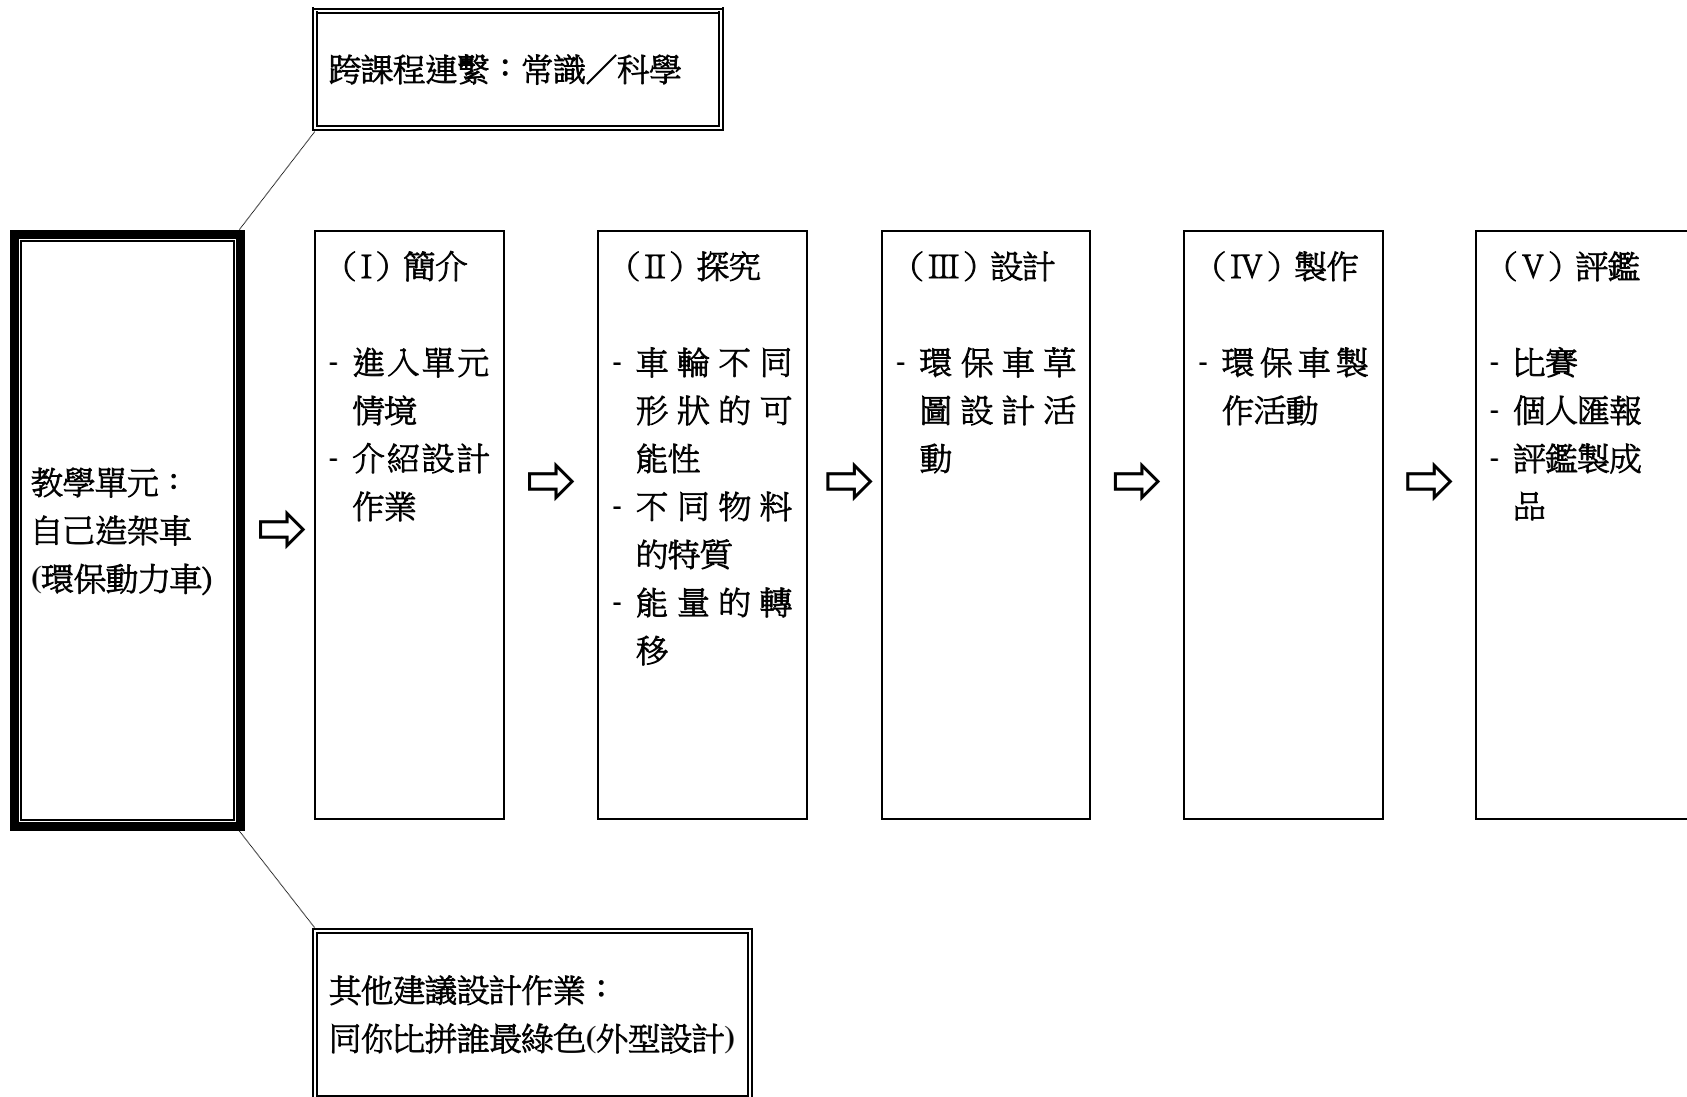 跨課程連繫：常識／科學
教學單元：
自己造架車
(環保動力車)
（I）簡介
- 進入單元
情境
- 介紹設計
作業
（Ⅱ）探究
- 車輪不同
形狀的可
能性
- 不同物料
的特質
- 能量的轉
移
（Ⅲ）設計
- 環保車草
圖設計活
動
（Ⅳ）製作
- 環保車製
作活動
（V）評鑑
- 比賽
- 個人匯報
- 評鑑製成
品
其他建議設計作業：
同你比拼誰最綠色(外型設計)